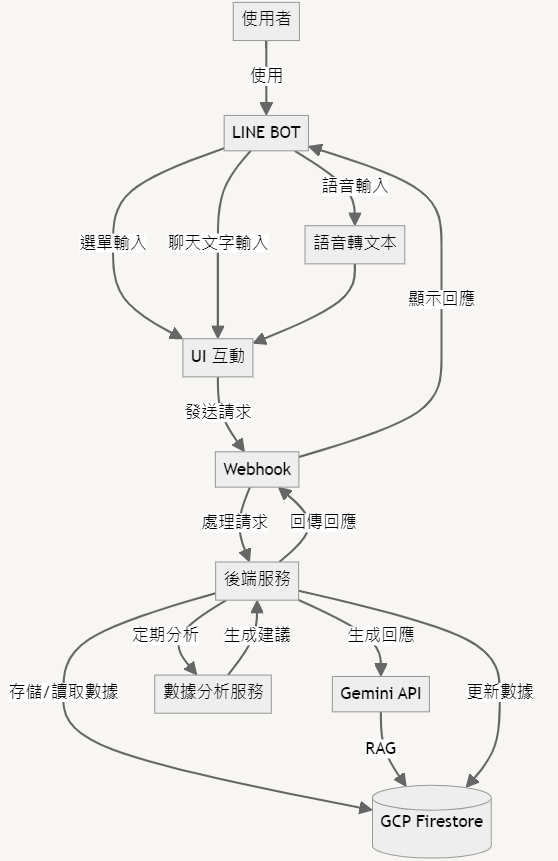 使用者
使用
LINE BOT
語音輸入
選單輸入
聊天文字輸入
語音轉文本
顯示回應
UI 互動
發送請求
Webhook
處理請求
回傳回應
後端服務
定期分析
生成建議
生成回應
存儲/讀取數據
數據分析服務
Gemini API
更新數據
RAG
GCP Firestore